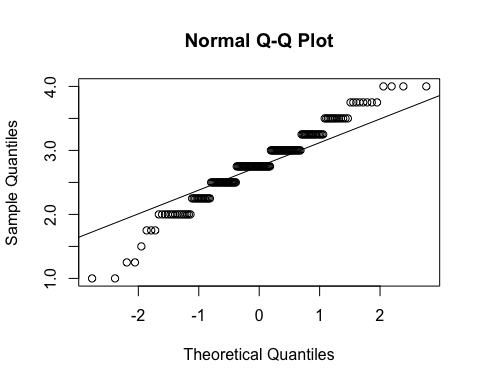 Normal Q-Q Plot
4.0
3.0
2.0
1.0
Sample Quantiles
-2 -1 0 1 2
Theoretical Quantiles